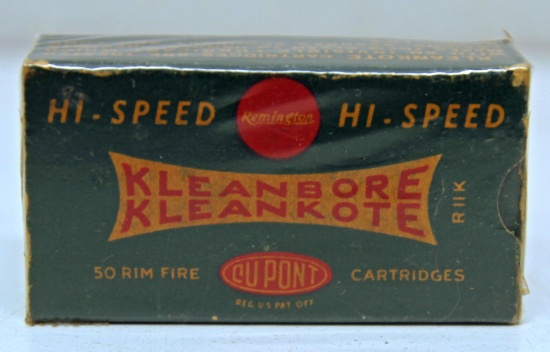 HI-SPEED Remington HI-SPEED
KLEANBORE
KLEANKOTE
R11K
50 RIM FIRE DU PONT CARTRIDGES
REG. U.S. PAT. OFF.